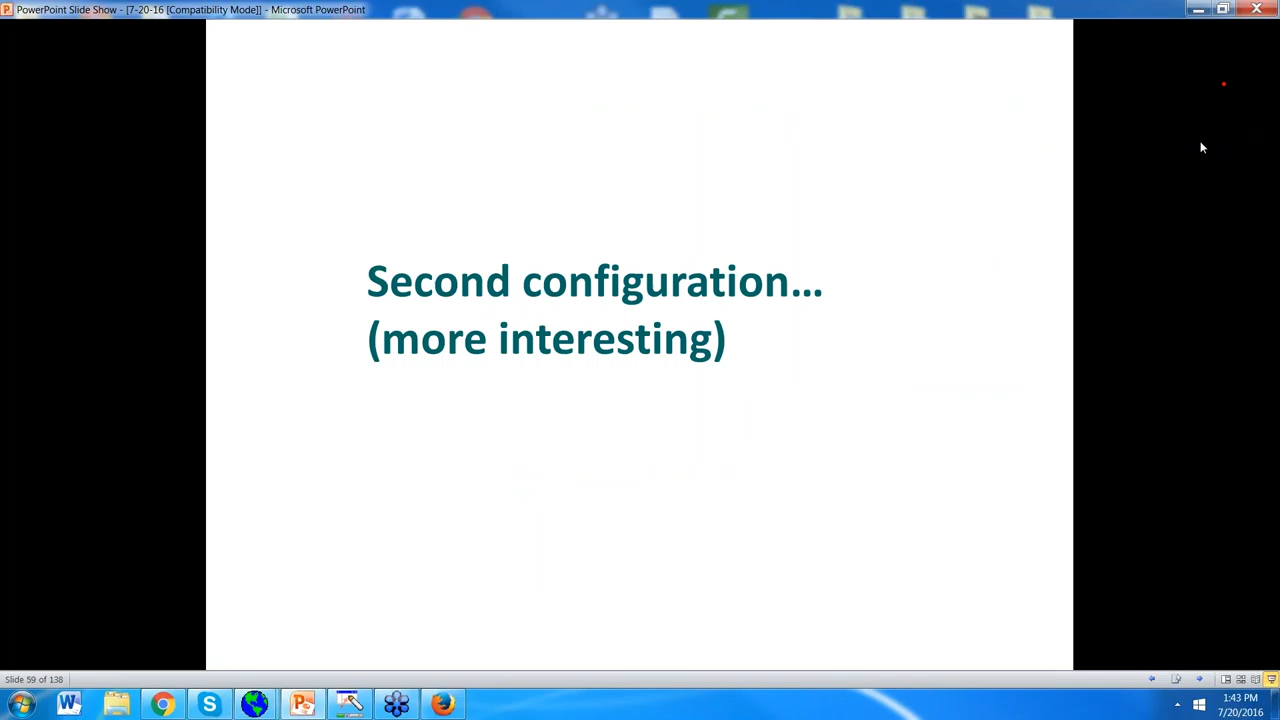 PowerPoint Slide Show - [7-20-16 [Compatibility Mode]] - Microsoft PowerPoint
Second configuration...
(more interesting)
Slide 59 of 138
1:43 PM
7/20/2016